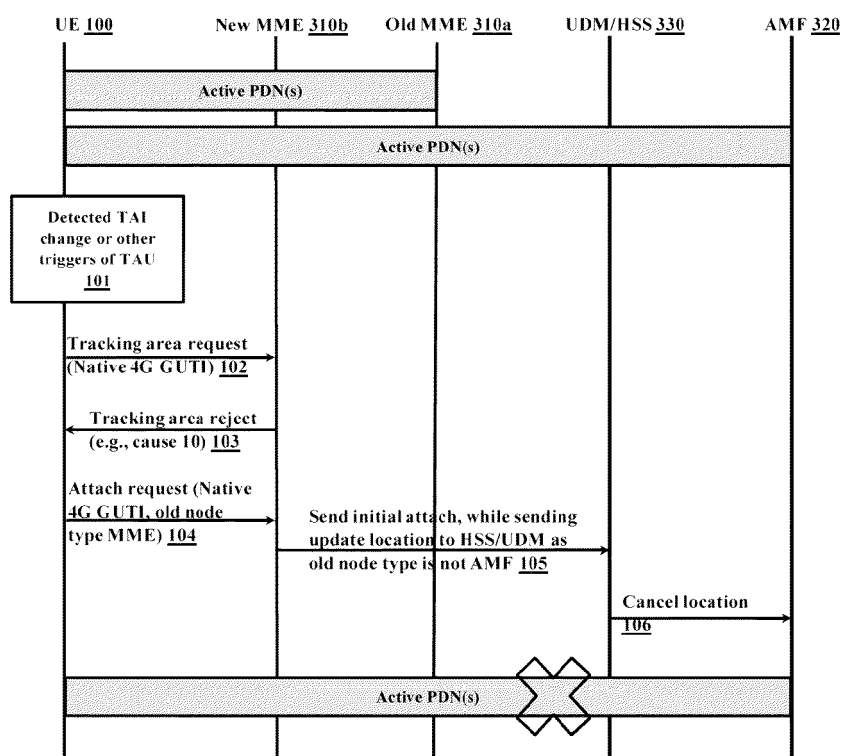 UE 100 New MME 310b Old MME 310a UDM/HSS 330 AMF 320
Active PDN(s)
Active PDN(s)
Detected TAI
change or other
triggers of TAU
101
Tracking area request
(Native 4G GUTI) 102
Tracking area reject
(e.g., cause 10) 103
Attach request (Native
4G GUTI, old node
type MME) 104
Send initial attach, while sending
update location to HSS/UDM as
old node type is not AMF 105
Cancel location
106
Active PDN(s)